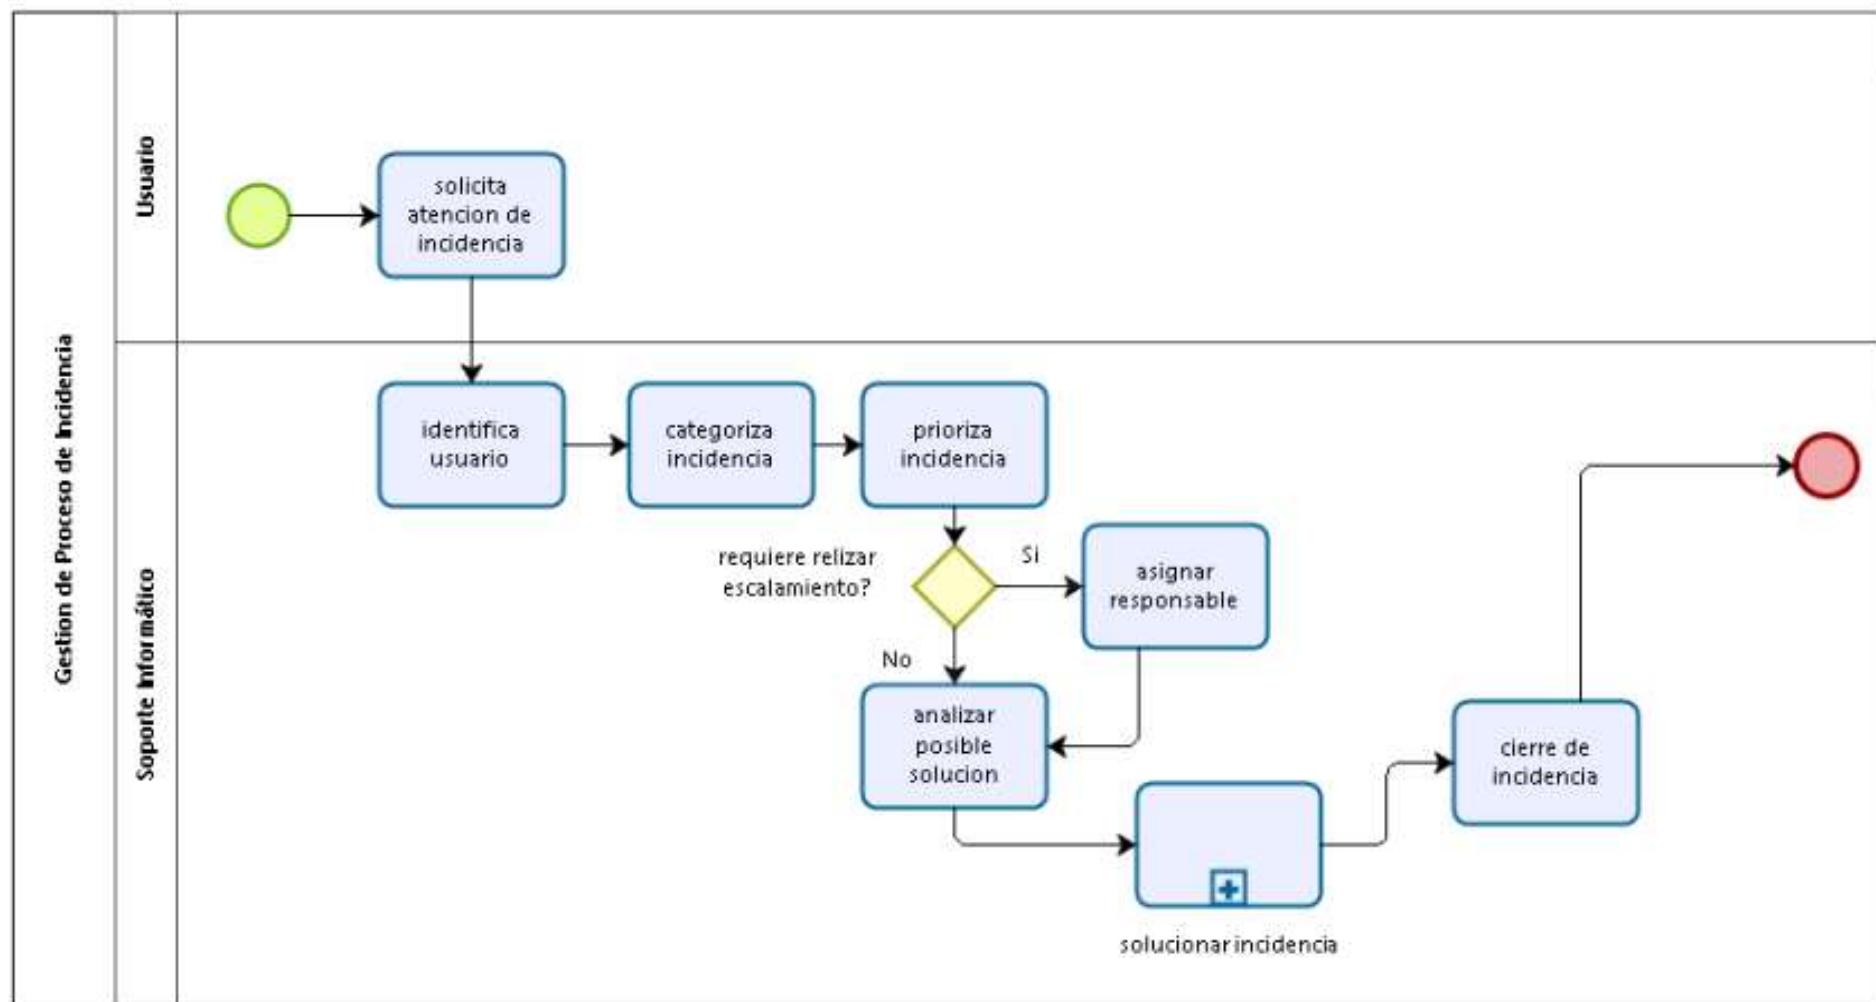 Gestion de Proceso de Incidencia
Usuario
solicita
atencion de
incidencia
Soporte Informático
identifica
usuario
categoriza
incidencia
prioriza
incidencia
requiere relizar
escalamiento?
Si
asignar
responsable
No
analizar
posible
solucion
solucionar incidencia
cierre de
incidencia